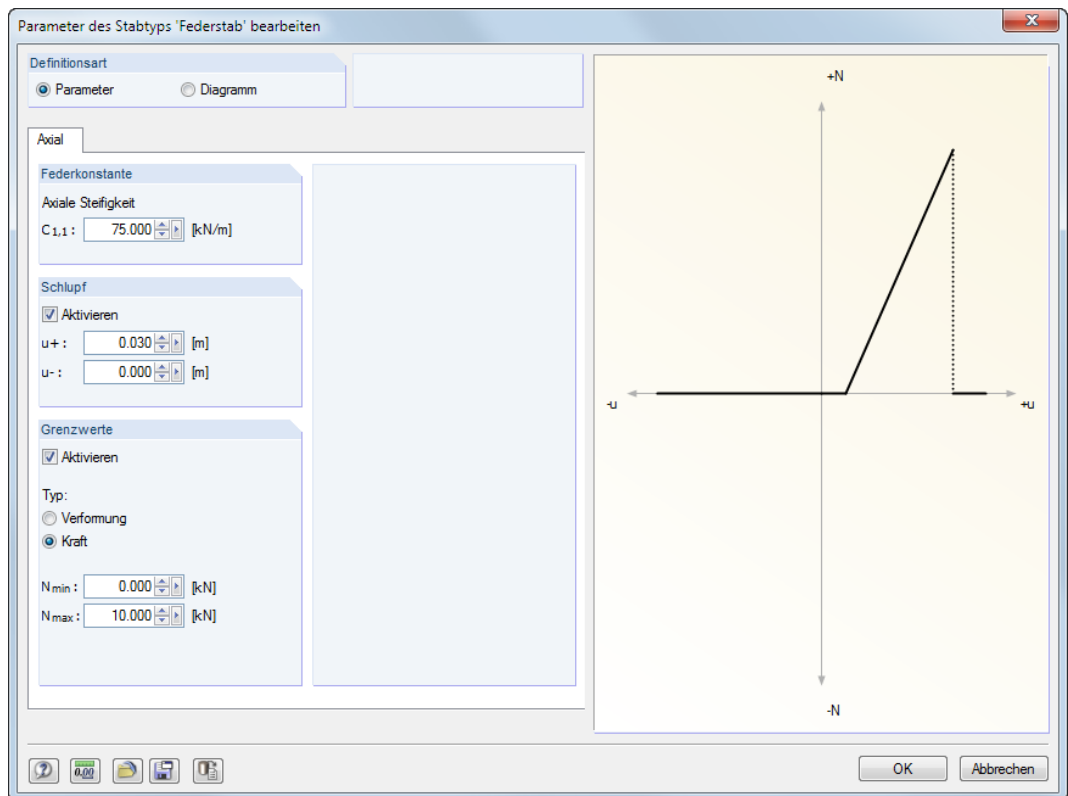 Parameter des Stabtyps 'Federstab' bearbeiten
Definitionsart
Parameter Diagramm
Axial
Federkonstante
Axiale Steifigkeit
C1,1: 75.000 [kN/m]
Schlupf
Aktivieren
u+: 0.030 [m]
u-: 0.000 [m]
Grenzwerte
Aktivieren
Typ:
Verformung
Kraft
Nmin: 0.000 [kN]
Nmax: 10.000 [kN]
+N
-u
+u
-N
0.00
OK Abbrechen